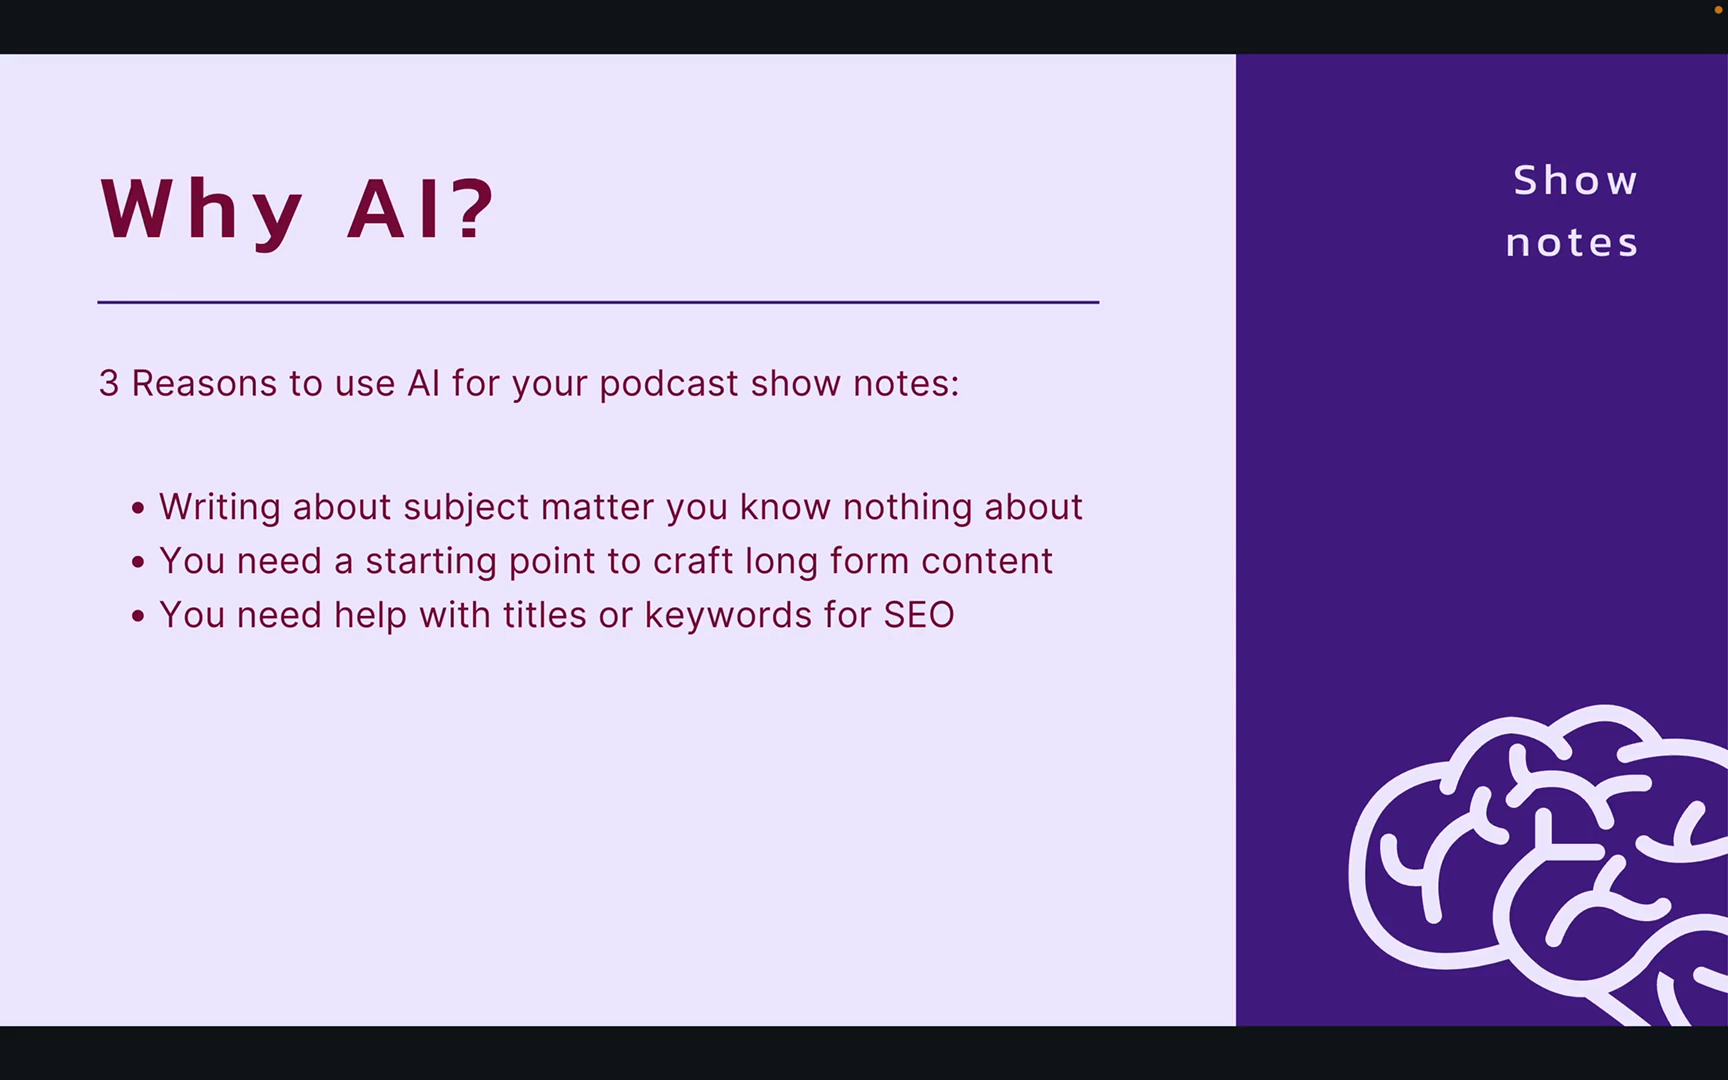 Why AI?
Show
notes
3 Reasons to use AI for your podcast show notes:
• Writing about subject matter you know nothing about
• You need a starting point to craft long form content
• You need help with titles or keywords for SEO